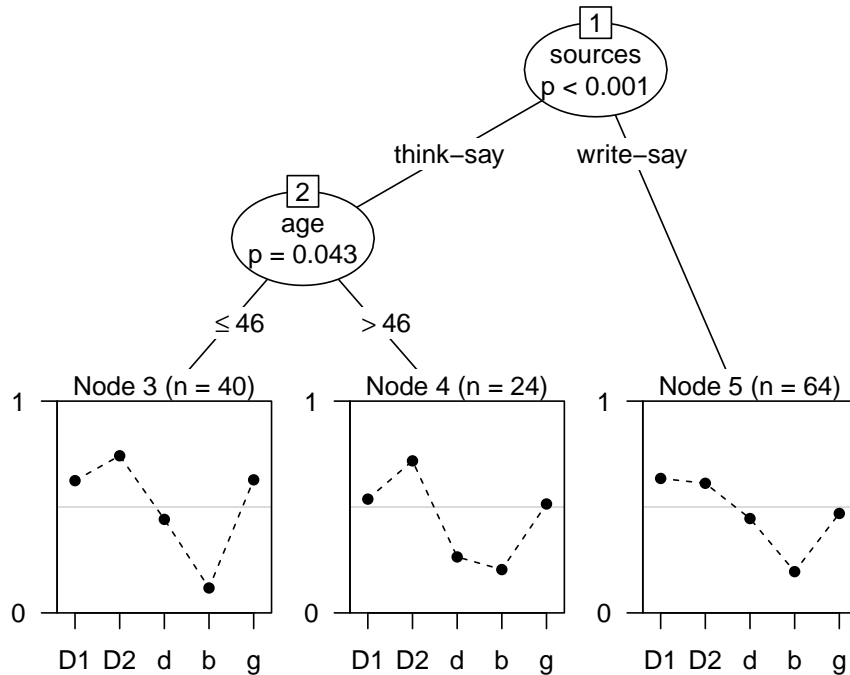 1
sources
p < 0.001
think−say
write−say
2
age
p = 0.043
≤ 46
> 46
Node 3 (n = 40)
Node 4 (n = 24)
Node 5 (n = 64)
1
1
1
0
0
0
D1 D2 d b g
D1 D2 d b g
D1 D2 d b g